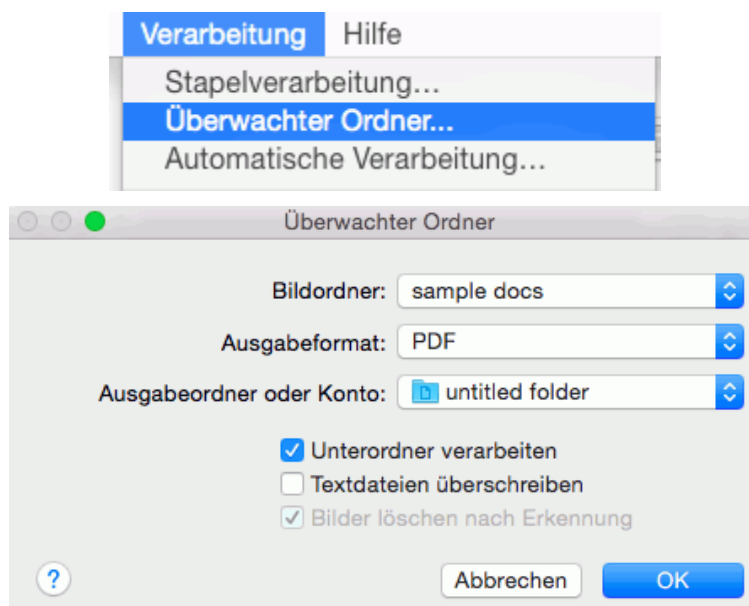 Verarbeitung Hilfe
Stapelverarbeitung...
Überwachter Ordner...
Automatische Verarbeitung...
Überwachter Ordner
Bildordner: sample docs
Ausgabeformat: PDF
Ausgabeordner oder Konto: untitled folder
Unterordner verarbeiten
Textdateien überschreiben
Bilder löschen nach Erkennung
? Abbrechen OK